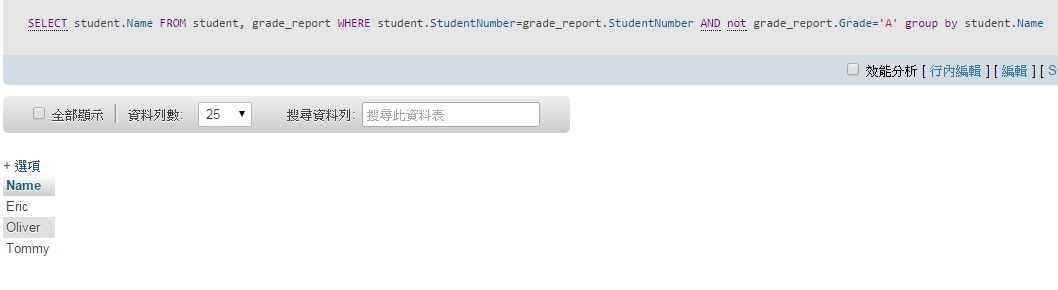 SELECT student.Name FROM student, grade_report WHERE student.StudentNumber=grade_report.StudentNumber AND not grade_report.Grade='A' group by student.Name
效能分析 [ 行內編輯 ] [ 編輯 ] [ S
全部顯示 資料列數: 25 搜尋資料列: 搜尋此資料表
+ 選項
Name
Eric
Oliver
Tommy